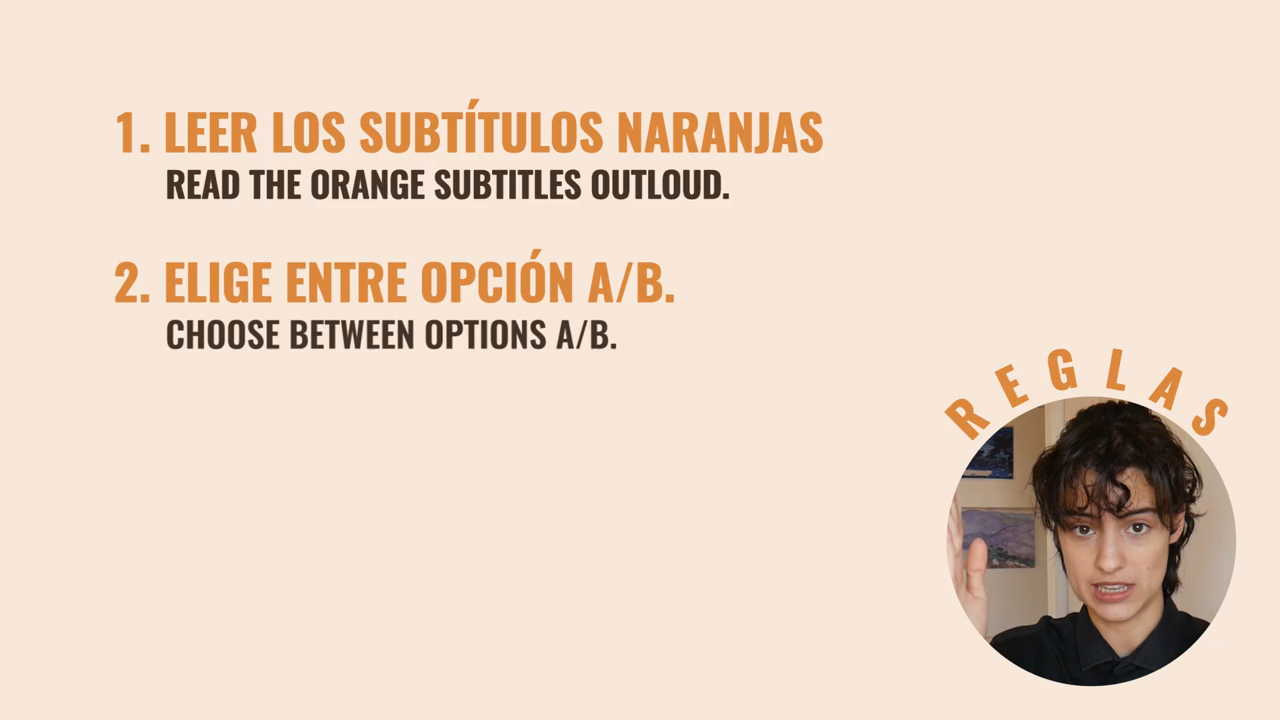 1. LEER LOS SUBTÍTULOS NARANJAS
READ THE ORANGE SUBTITLES OUTLOUD.
2. ELIGE ENTRE OPCIÓN A/B.
CHOOSE BETWEEN OPTIONS A/B.
REGLAS